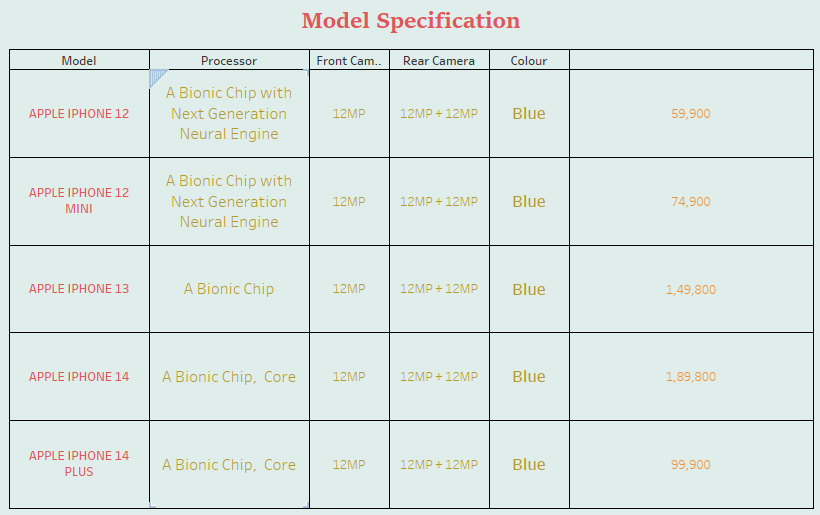 Model Specification
Model Processor Front Cam.. Rear Camera Colour
APPLE IPHONE 12 A Bionic Chip with Next Generation Neural Engine 12MP 12MP + 12MP Blue 59,900
APPLE IPHONE 12 MINI A Bionic Chip with Next Generation Neural Engine 12MP 12MP + 12MP Blue 74,900
APPLE IPHONE 13 A Bionic Chip 12MP 12MP + 12MP Blue 1,49,800
APPLE IPHONE 14 A Bionic Chip, Core 12MP 12MP + 12MP Blue 1,89,800
APPLE IPHONE 14 PLUS A Bionic Chip, Core 12MP 12MP + 12MP Blue 99,900